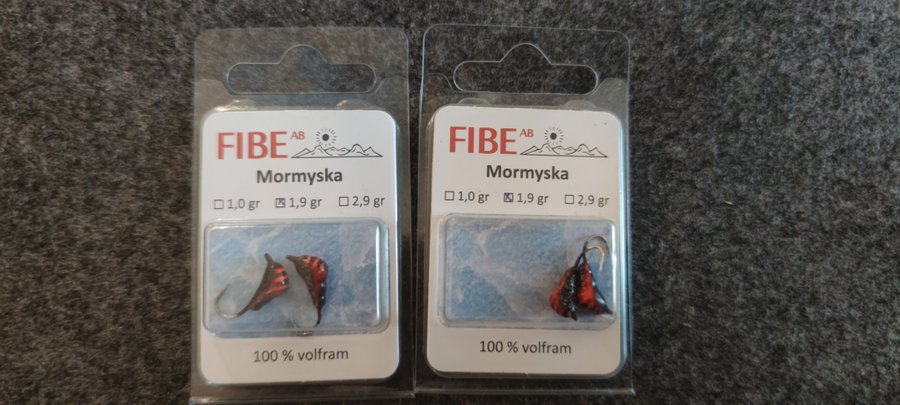 FIBE AB
Mormyska
☐ 1,0 gr ☒ 1,9 gr ☐ 2,9 gr
100 % volfram
FIBE AB
Mormyska
☐ 1,0 gr ☒ 1,9 gr ☐ 2,9 gr
100 % volfram